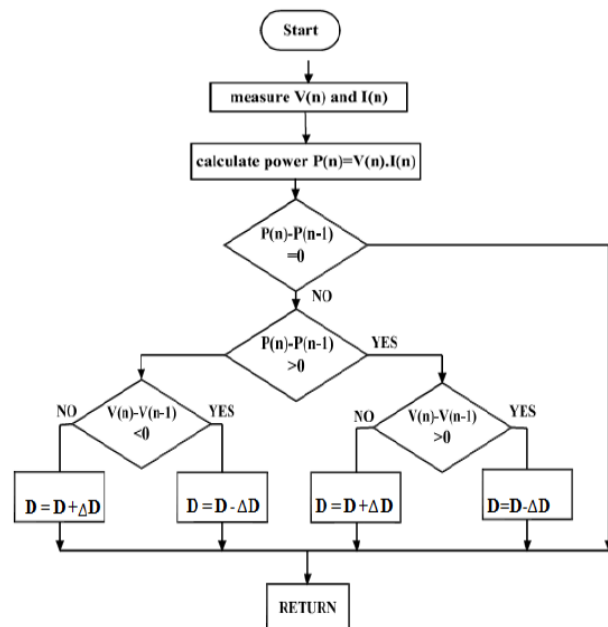 Start
measure V(n) and I(n)
calculate power P(n)=V(n).I(n)
P(n)-P(n-1)
=0
NO
P(n)-P(n-1)
>0
YES
NO
V(n)-V(n-1)
<0
YES
NO
V(n)-V(n-1)
>0
YES
D = D+ΔD
D = D - ΔD
D = D+ΔD
D=D-ΔD
RETURN